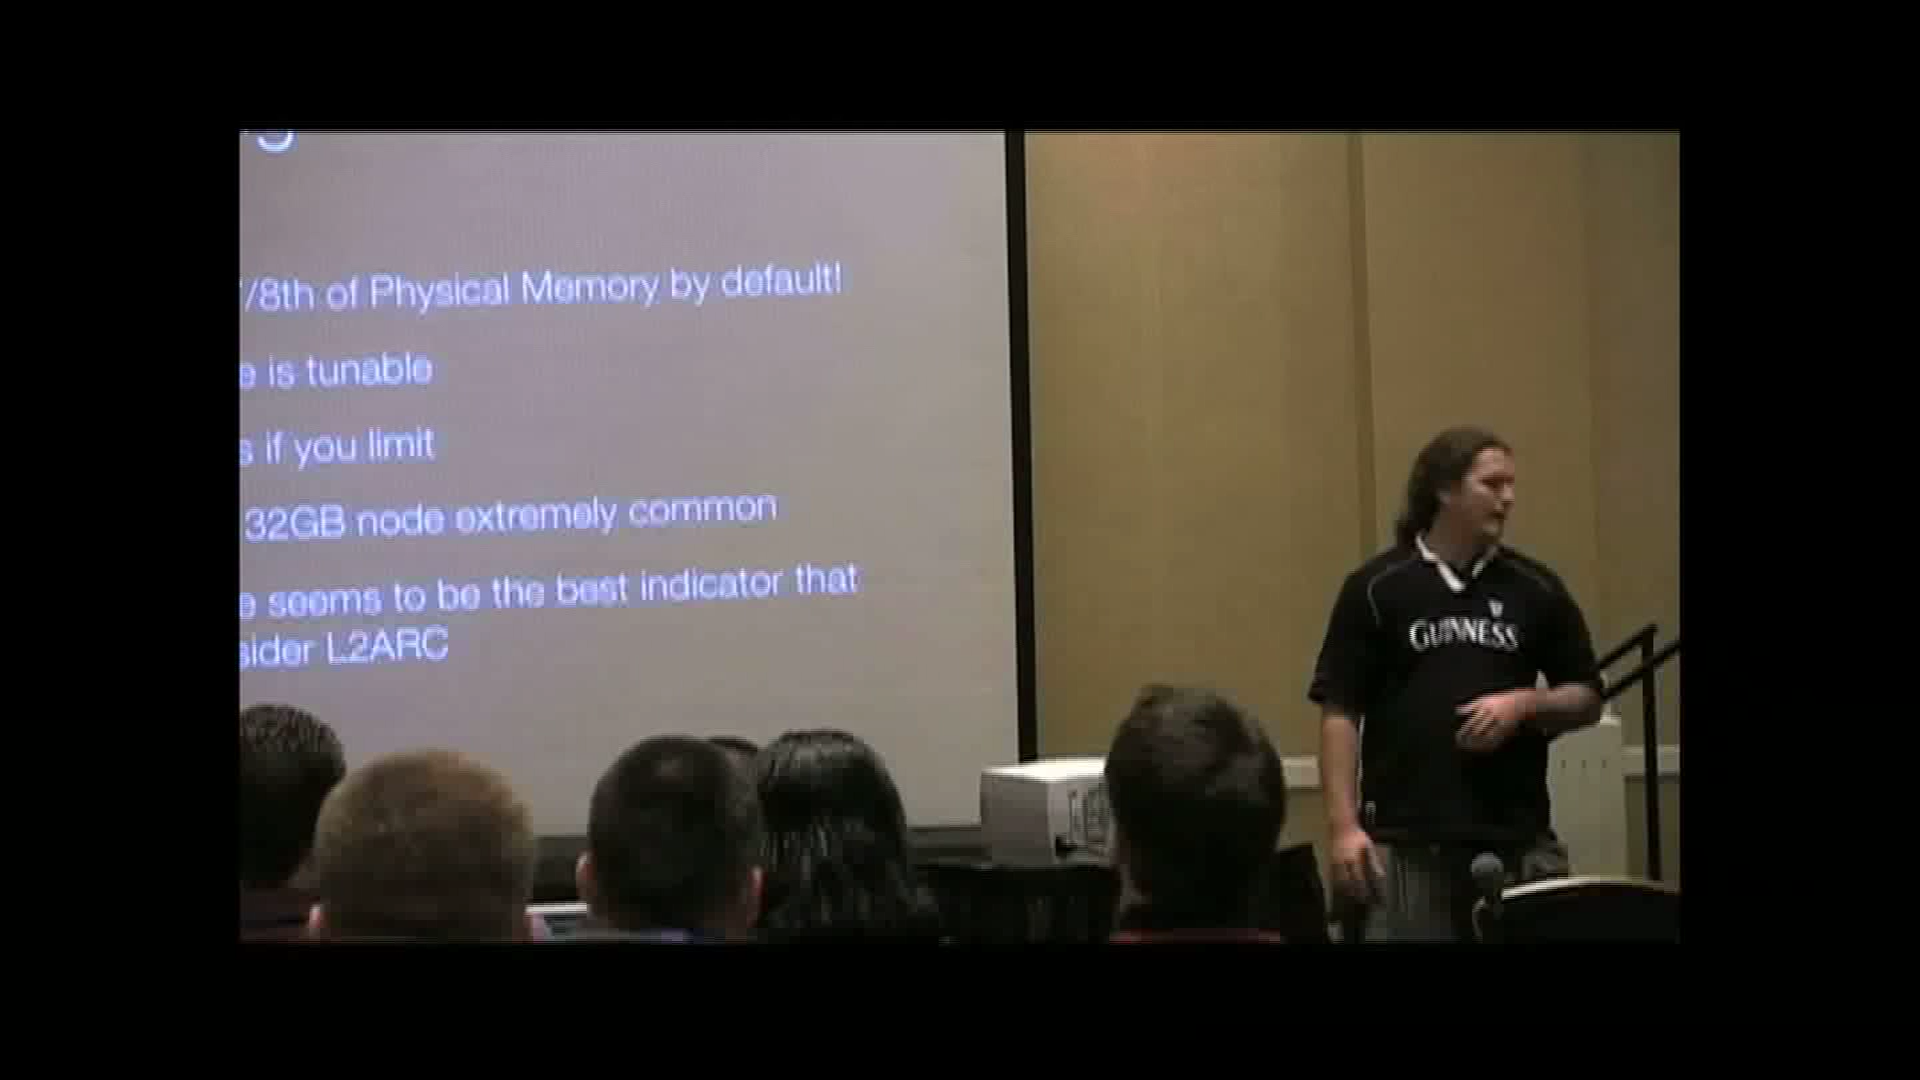 /8th of Physical Memory by default!
e is tunable
s if you limit
32GB node extremely common
e seems to be the best indicator that
sider L2ARC
GUINNESS